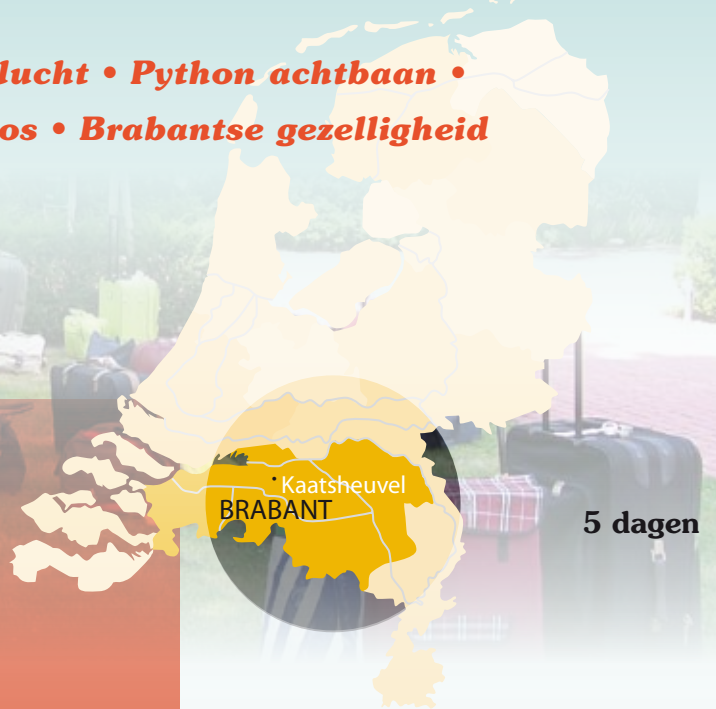 lucht • Python achtbaan •
os • Brabantse gezelligheid
Kaatsheuvel
BRABANT
5 dagen